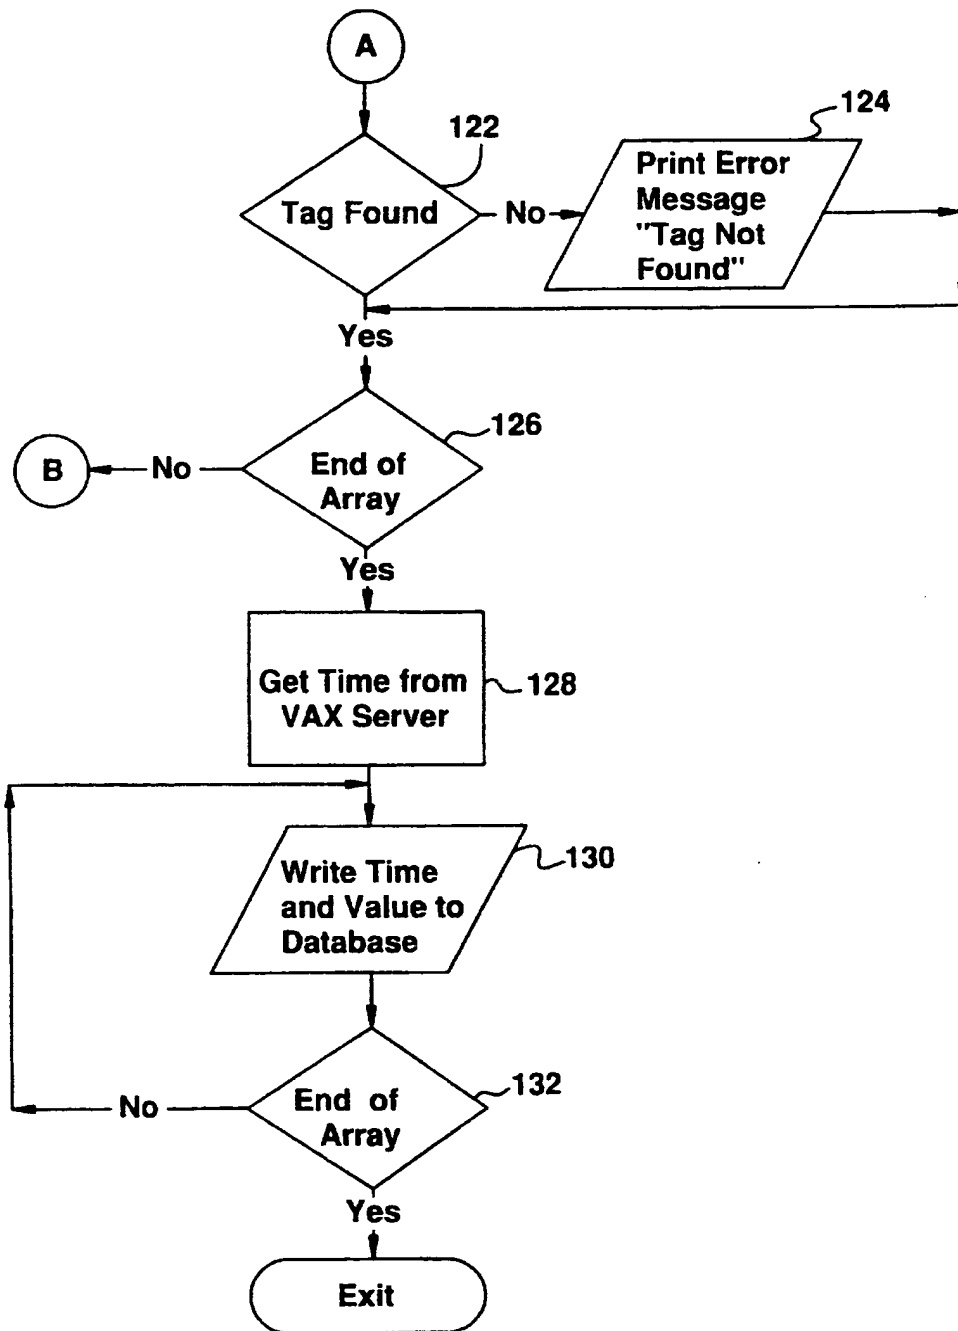 A
122
124
Tag Found
No
Print Error
Message
"Tag Not
Found"
Yes
126
B
No
End of
Array
Yes
Get Time from
VAX Server
128
130
Write Time
and Value to
Database
132
No
End of
Array
Yes
Exit